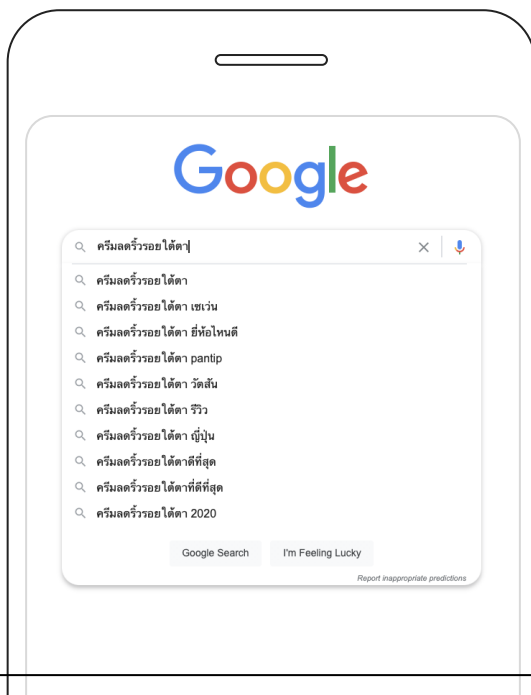 Google
ครีมลดริ้วรอยใต้ตา
ครีมลดริ้วรอยใต้ตา
ครีมลดริ้วรอยใต้ตา เซเว่น
ครีมลดริ้วรอยใต้ตา ยี่ห้อไหนดี
ครีมลดริ้วรอยใต้ตา pantip
ครีมลดริ้วรอยใต้ตา วัตสัน
ครีมลดริ้วรอยใต้ตา รีวิว
ครีมลดริ้วรอยใต้ตา ญี่ปุ่น
ครีมลดริ้วรอยใต้ตาดีที่สุด
ครีมลดริ้วรอยใต้ตาที่ดีที่สุด
ครีมลดริ้วรอยใต้ตา 2020
Google Search I'm Feeling Lucky
Report inappropriate predictions